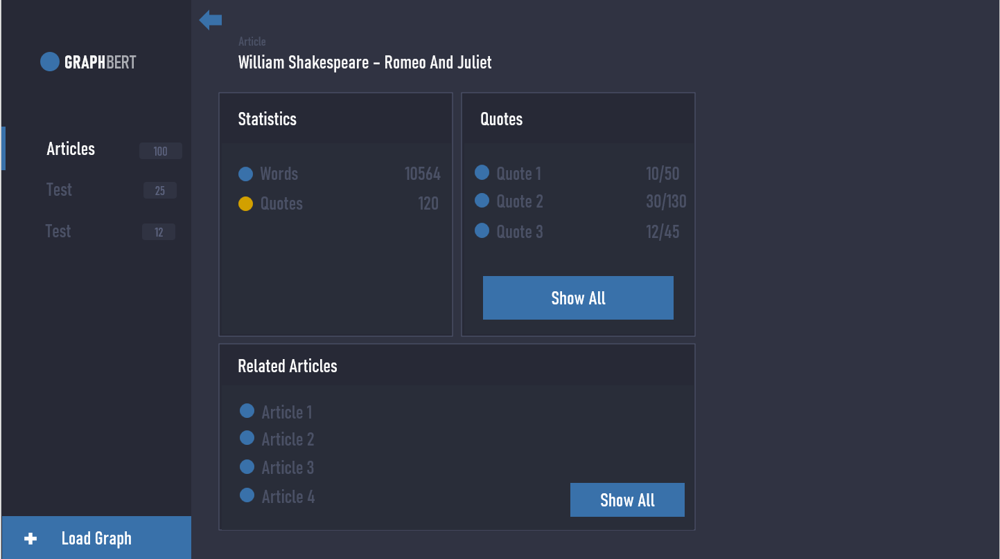 GRAPHBERT
Articles 100
Test 25
Test 12
Load Graph
Article
William Shakespeare - Romeo And Juliet
Statistics
Words 10564
Quotes 120
Quotes
Quote 1 10/50
Quote 2 30/130
Quote 3 12/45
Show All
Related Articles
Article 1
Article 2
Article 3
Article 4
Show All